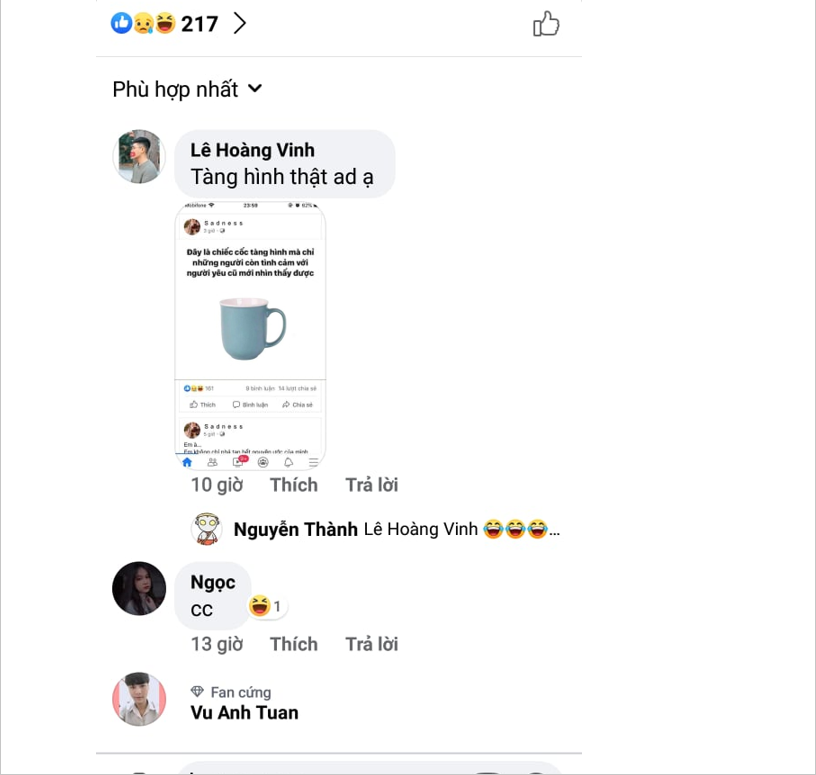 217
Phù hợp nhất
Lê Hoàng Vinh
Tàng hình thật ad ạ
Mobifone 23:59 62%
Sadness
3 giờ
Đây là chiếc cốc tàng hình mà chỉ
những người còn tình cảm với
người yêu cũ mới nhìn thấy được
161 9 bình luận 14 lượt chia sẻ
Thích Bình luận Chia sẻ
Sadness
5 giờ
Em à...
9+
10 giờ Thích Trả lời
Nguyễn Thành Lê Hoàng Vinh ...
Ngọc
cc
1
13 giờ Thích Trả lời
Fan cứng
Vu Anh Tuan